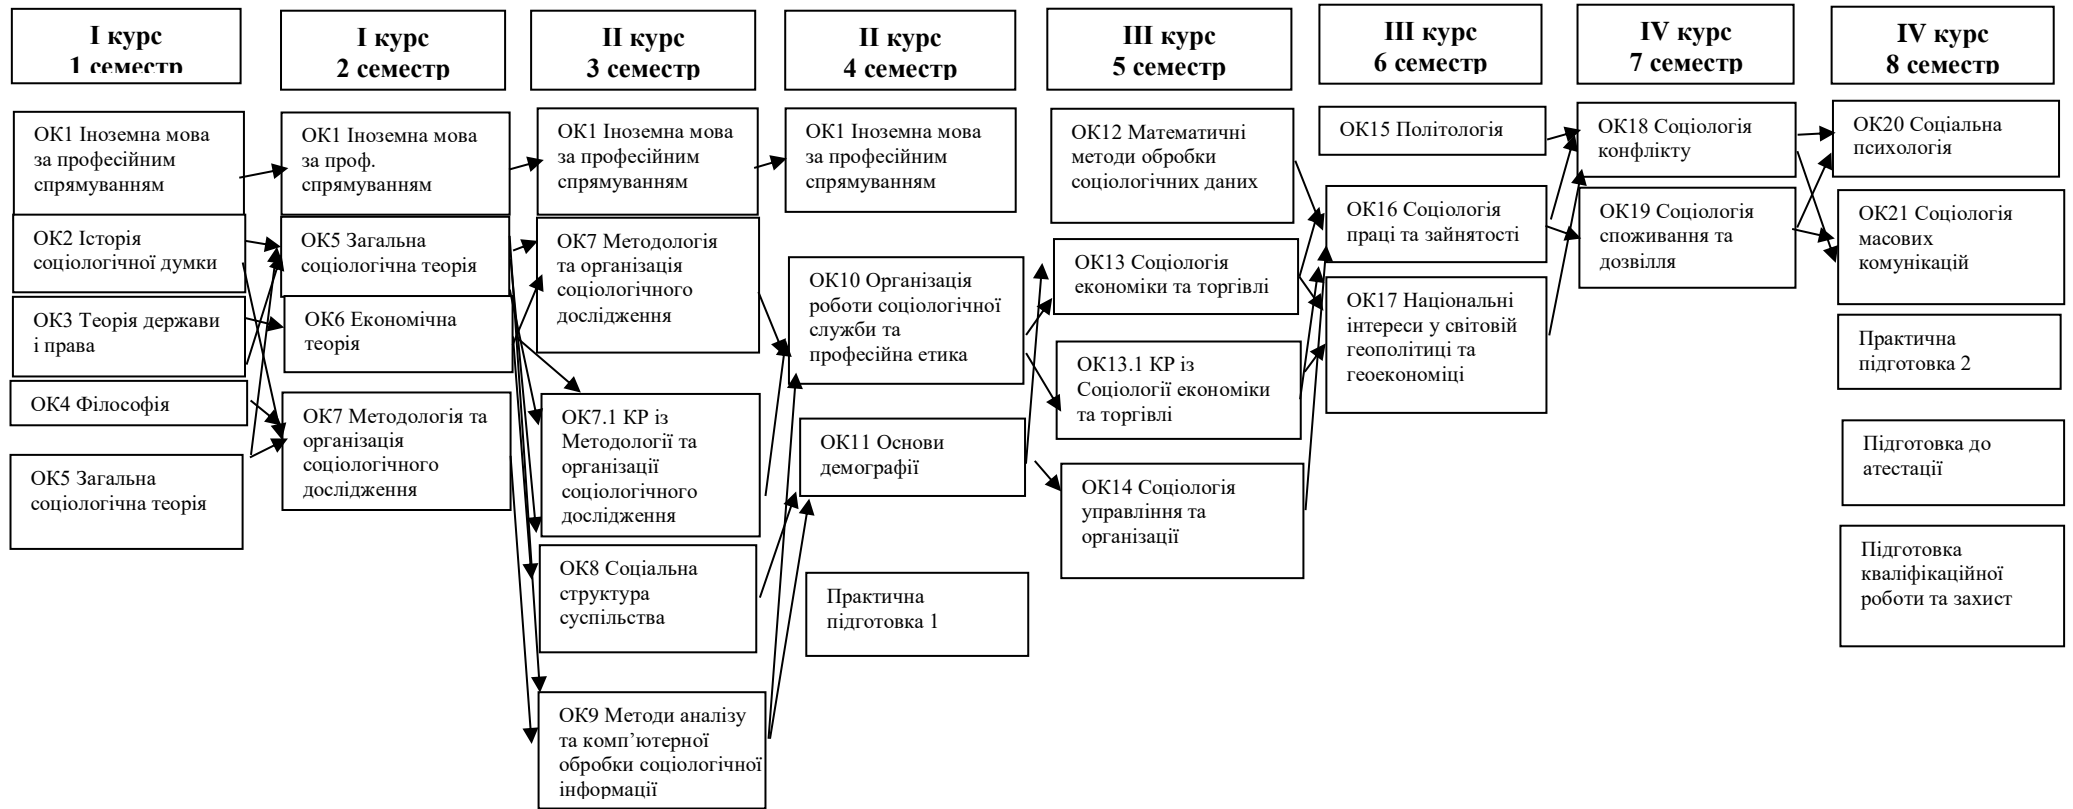 І курс
1 семестр
І курс
2 семестр
ІІ курс
3 семестр
ІІ курс
4 семестр
ІІІ курс
5 семестр
ІІІ курс
6 семестр
ІV курс
7 семестр
ІV курс
8 семестр
ОК1 Іноземна мова
за професійним
спрямуванням
ОК2 Історія
соціологічної думки
ОК3 Теорія держави
і права
ОК4 Філософія
ОК5 Загальна
соціологічна теорія
ОК1 Іноземна мова
за проф.
спрямуванням
ОК5 Загальна
соціологічна теорія
ОК6 Економічна
теорія
ОК7 Методологія та
організація
соціологічного
дослідження
ОК1 Іноземна мова
за професійним
спрямуванням
ОК7 Методологія
та організація
соціологічного
дослідження
ОК7.1 КР із
Методології та
організації
соціологічного
дослідження
ОК8 Соціальна
структура
суспільства
ОК9 Методи аналізу
та комп’ютерної
обробки соціологічної
інформації
ОК1 Іноземна мова
за професійним
спрямуванням
ОК10 Організація
роботи соціологічної
служби та
професійна етика
ОК11 Основи
демографії
Практична
підготовка 1
ОК12 Математичні
методи обробки
соціологічних даних
ОК13 Соціологія
економіки та торгівлі
ОК13.1 КР із
Соціології економіки
та торгівлі
ОК14 Соціологія
управління та
організації
ОК15 Політологія
ОК16 Соціологія
праці та зайнятості
ОК17 Національні
інтереси у світовій
геополітиці та
геоекономіці
ОК18 Соціологія
конфлікту
ОК19 Соціологія
споживання та
дозвілля
ОК20 Соціальна
психологія
ОК21 Соціологія
масових
комунікацій
Практична
підготовка 2
Підготовка до
атестації
Підготовка
кваліфікаційної
роботи та захист